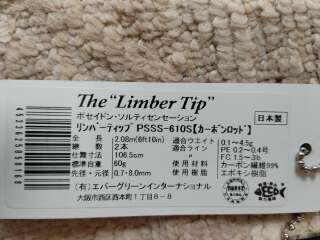 The "Limber Tip"
日本製
ポセイドン・ソルティセンセーション
リンバーティップ PSSS-610S【カーボンロッド】
全長 2.08m(6ft10in) 適合ウエイト 0.1〜4.5g
継数 2本 適合ライン PE 0.2〜0.4号
仕舞寸法 106.5cm FC 1.5〜3lb
標準自重 60g 使用材料 カーボン繊維99%
先径・元径 0.7・8.0mm 使用樹脂 エポキシ樹脂
(有)エバーグリーンインターナショナル
大阪市西区西本町1丁目8−8